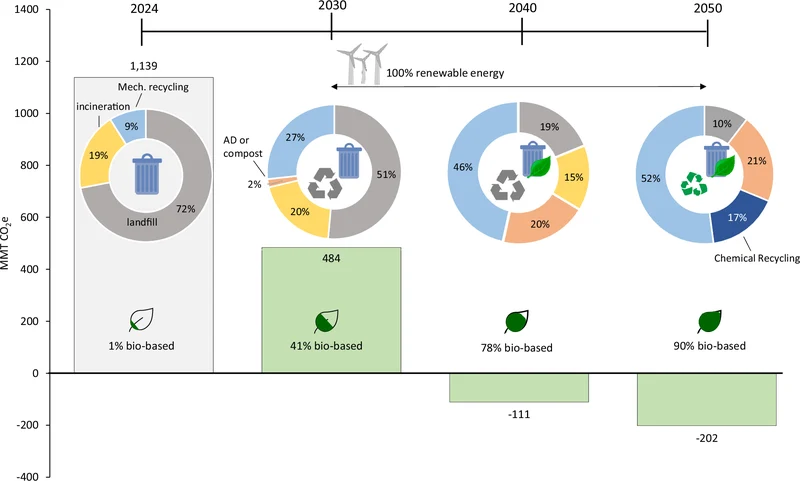 2024 2030 2040 2050
1400
1200
1000
800
600
400
200
0
-200
-400
MMT CO₂e
100% renewable energy
1,139
Mech. recycling
incineration
9%
19%
72%
landfill
27%
AD or
compost
2%
20%
51%
46%
19%
15%
20%
52%
10%
21%
17%
Chemical Recycling
484
1% bio-based
41% bio-based
78% bio-based
90% bio-based
-111
-202